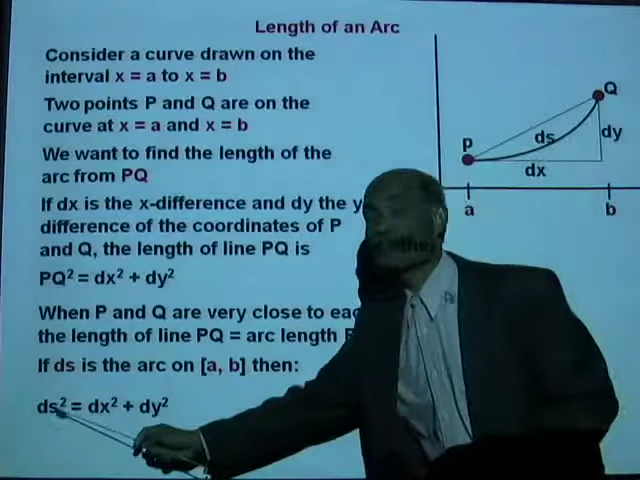 Length of an Arc
Consider a curve drawn on the
interval x = a to x = b
Two points P and Q are on the
curve at x = a and x = b
We want to find the length of the
arc from PQ
If dx is the x-difference and dy the y
difference of the coordinates of P
and Q, the length of line PQ is
PQ² = dx² + dy²
When P and Q are very close to
the length of line PQ = arc length
If ds is the arc on [a, b] then:
ds² = dx² + dy²
Q
P
ds
dy
dx
a
b